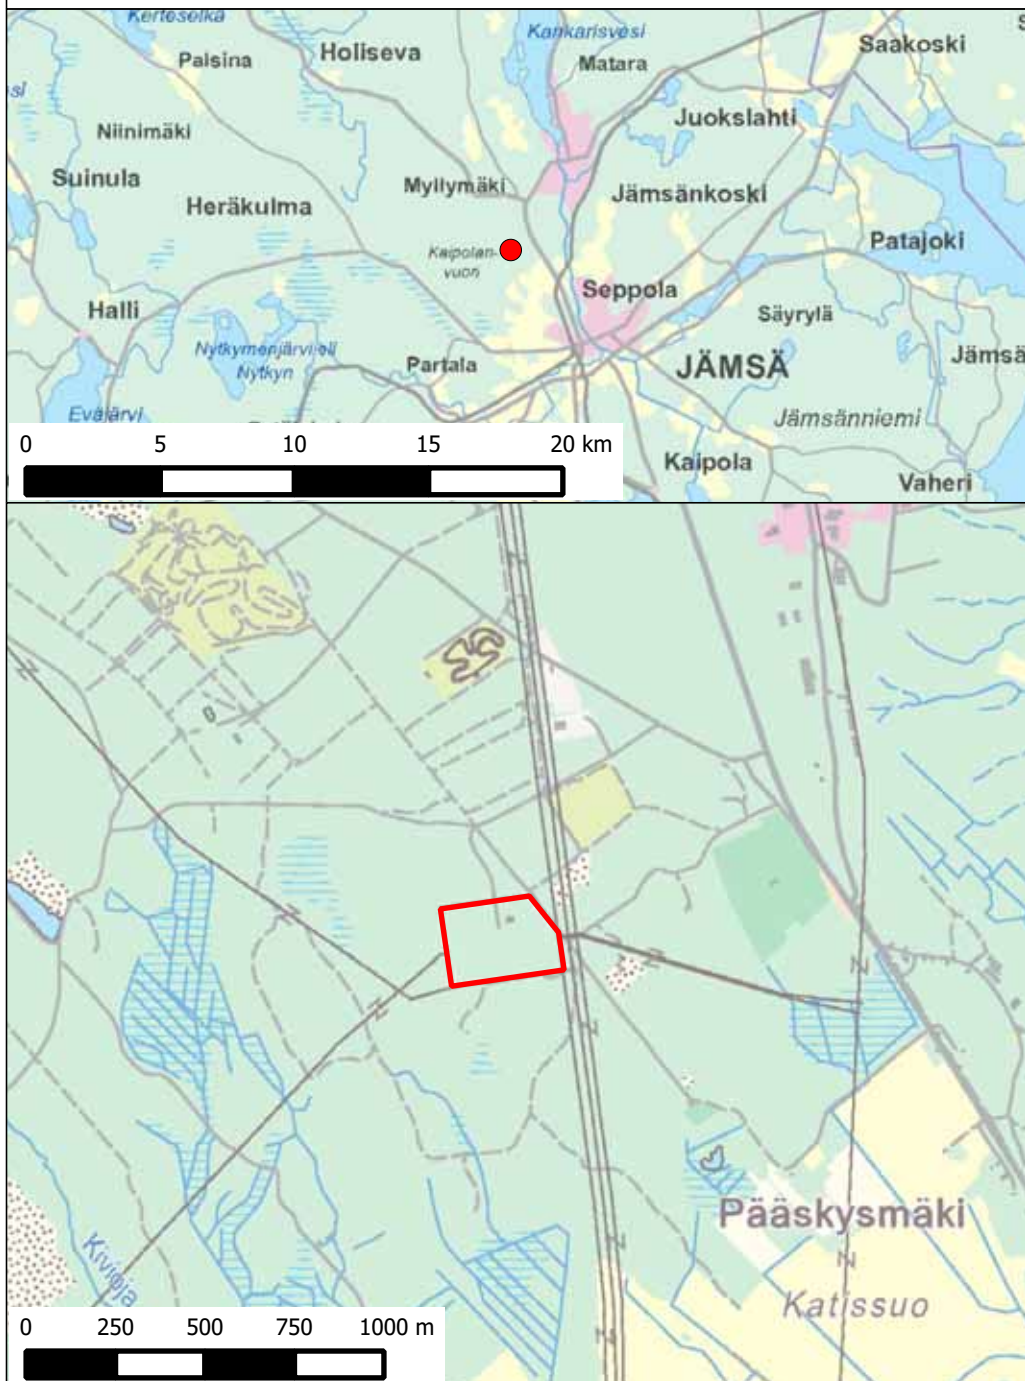 Kerteselkä
Kankarisvesi
Saakoski
Holiseva
Palsina
Matara
Juokslahti
Niinimäki
Suinula
Myllymäki
Jämsänkoski
Heräkulma
Kaipolan-
vuori
Patajoki
Seppola
Halli
Säyrylä
Nytkymenjärvi eli
Nytkyn
Partala
JÄMSÄ
Jämsä
Eväjärvi
Jämsänniemi
0 5 10 15 20 km
Kaipola
Vaheri
Pääskysmäki
Kivioja
Katissuo
0 250 500 750 1000 m